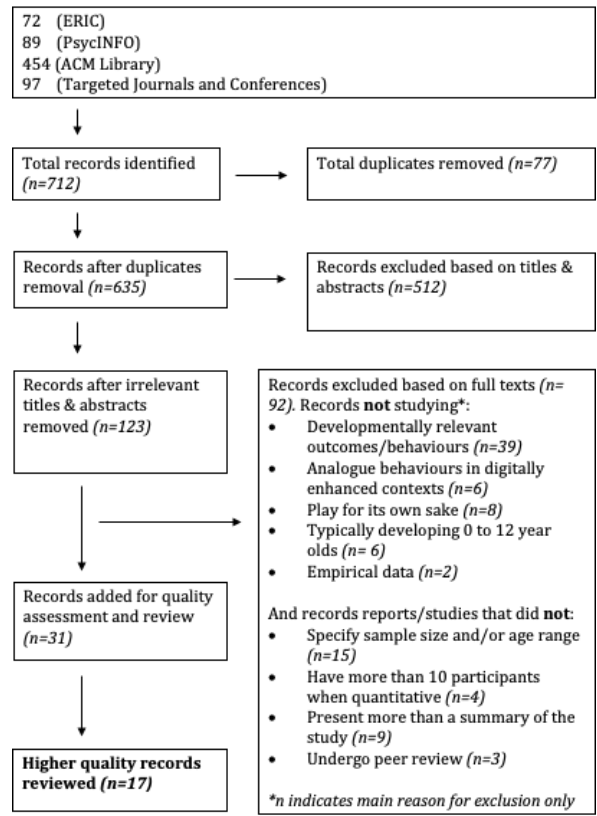 72 (ERIC)
89 (PsycINFO)
454 (ACM Library)
97 (Targeted Journals and Conferences)
Total records identified
(n=712)
Total duplicates removed (n=77)
Records after duplicates
removal (n=635)
Records excluded based on titles &
abstracts (n=512)
Records after irrelevant
titles & abstracts
removed (n=123)
Records excluded based on full texts (n=
92). Records not studying*:
• Developmentally relevant
outcomes/behaviours (n=39)
• Analogue behaviours in digitally
enhanced contexts (n=6)
• Play for its own sake (n=8)
• Typically developing 0 to 12 year
olds (n= 6)
• Empirical data (n=2)
And records reports/studies that did not:
• Specify sample size and/or age range
(n=15)
• Have more than 10 participants
when quantitative (n=4)
• Present more than a summary of the
study (n=9)
• Undergo peer review (n=3)
*n indicates main reason for exclusion only
Records added for quality
assessment and review
(n=31)
Higher quality records
reviewed (n=17)